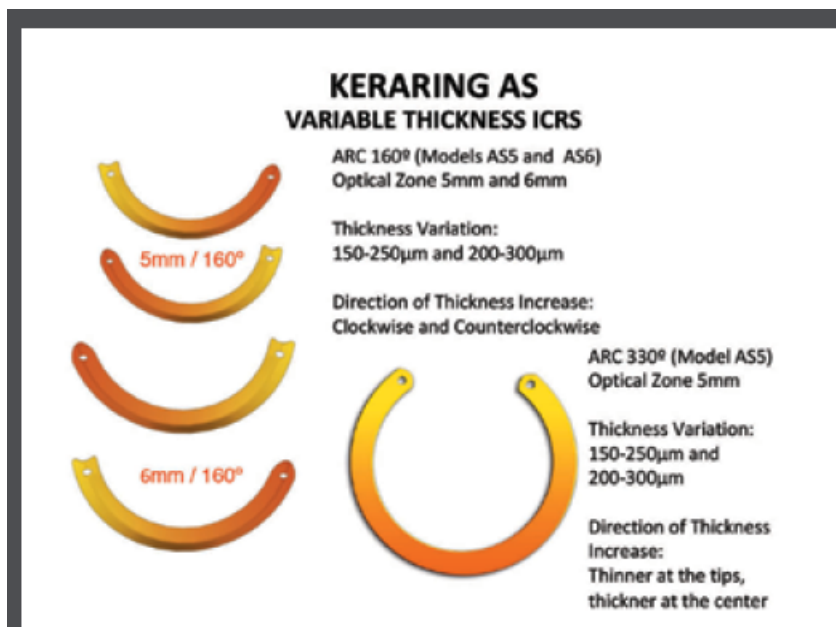 KERARING AS
VARIABLE THICKNESS ICRS
ARC 160º (Models AS5 and AS6)
Optical Zone 5mm and 6mm
Thickness Variation:
150-250µm and 200-300µm
Direction of Thickness Increase:
Clockwise and Counterclockwise
5mm / 160º
6mm / 160º
ARC 330º (Model AS5)
Optical Zone 5mm
Thickness Variation:
150-250µm and
200-300µm
Direction of Thickness
Increase:
Thinner at the tips,
thickner at the center